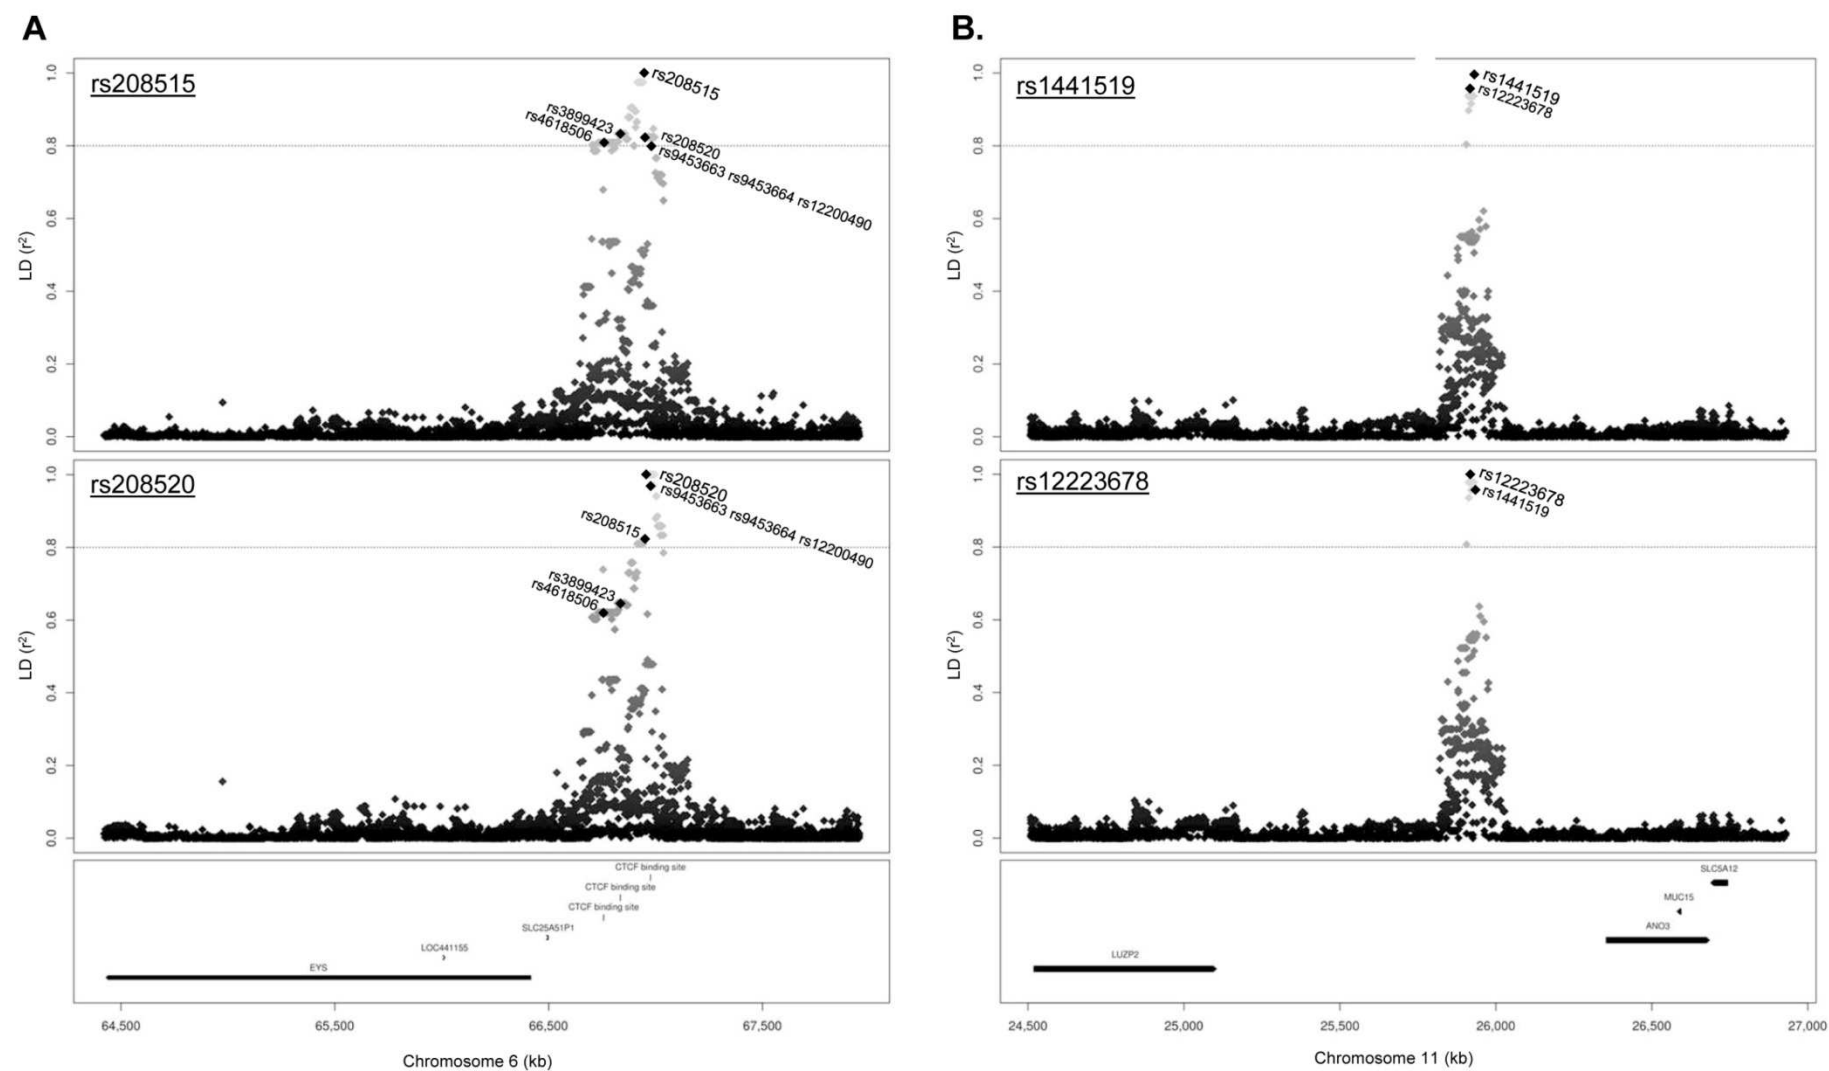 A
B.
rs208515
1.0
0.8
0.6
0.4
0.2
0.0
LD (r²)
rs208515
rs3899423
rs4618506
rs208520
rs9453663 rs9453664 rs12200490
rs1441519
1.0
0.8
0.6
0.4
0.2
0.0
LD (r²)
rs1441519
rs12223678
rs208520
1.0
0.8
0.6
0.4
0.2
0.0
LD (r²)
rs208520
rs9453663 rs9453664 rs12200490
rs208515
rs3899423
rs4618506
rs12223678
1.0
0.8
0.6
0.4
0.2
0.0
LD (r²)
rs12223678
rs1441519
CTCF binding site
CTCF binding site
CTCF binding site
SLC25A51P1
LOC441155
EYS
64,500 65,500 66,500 67,500
Chromosome 6 (kb)
SLC5A12
MUC15
ANO3
LUZP2
24,500 25,000 25,500 26,000 26,500 27,000
Chromosome 11 (kb)